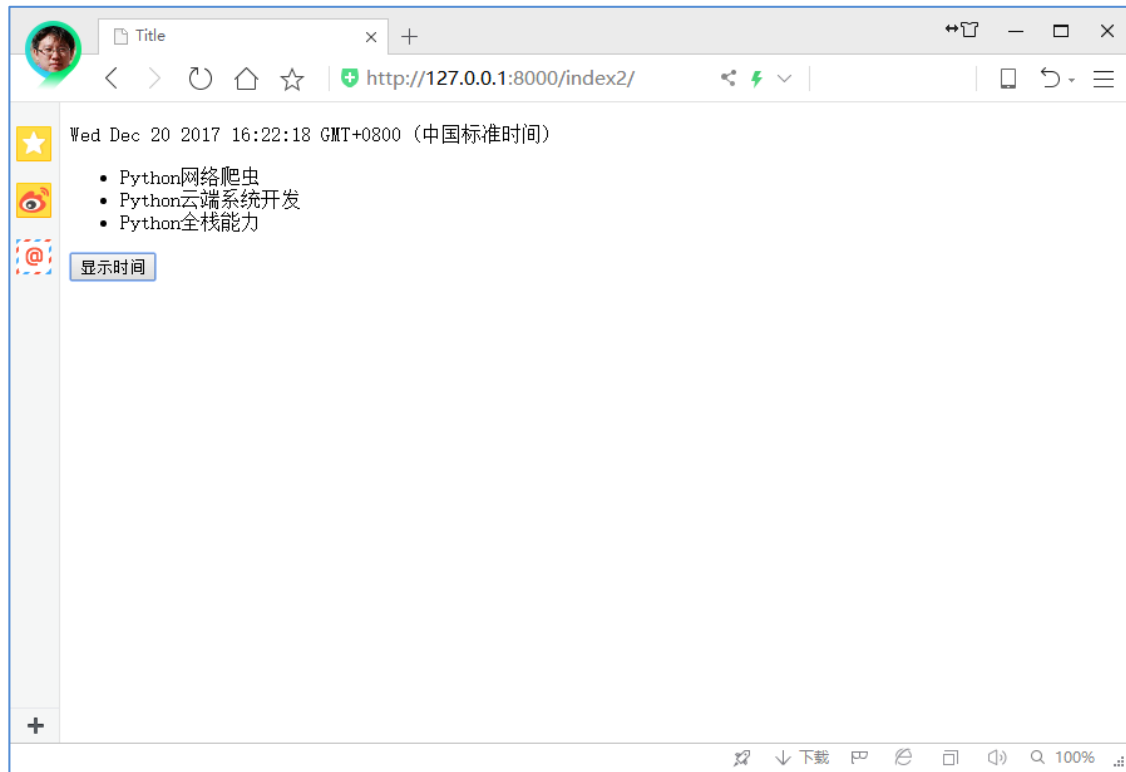 Title
http://127.0.0.1:8000/index2/
Wed Dec 20 2017 16:22:18 GMT+0800 (中国标准时间)
Python网络爬虫
Python云端系统开发
Python全栈能力
显示时间
下载
100%